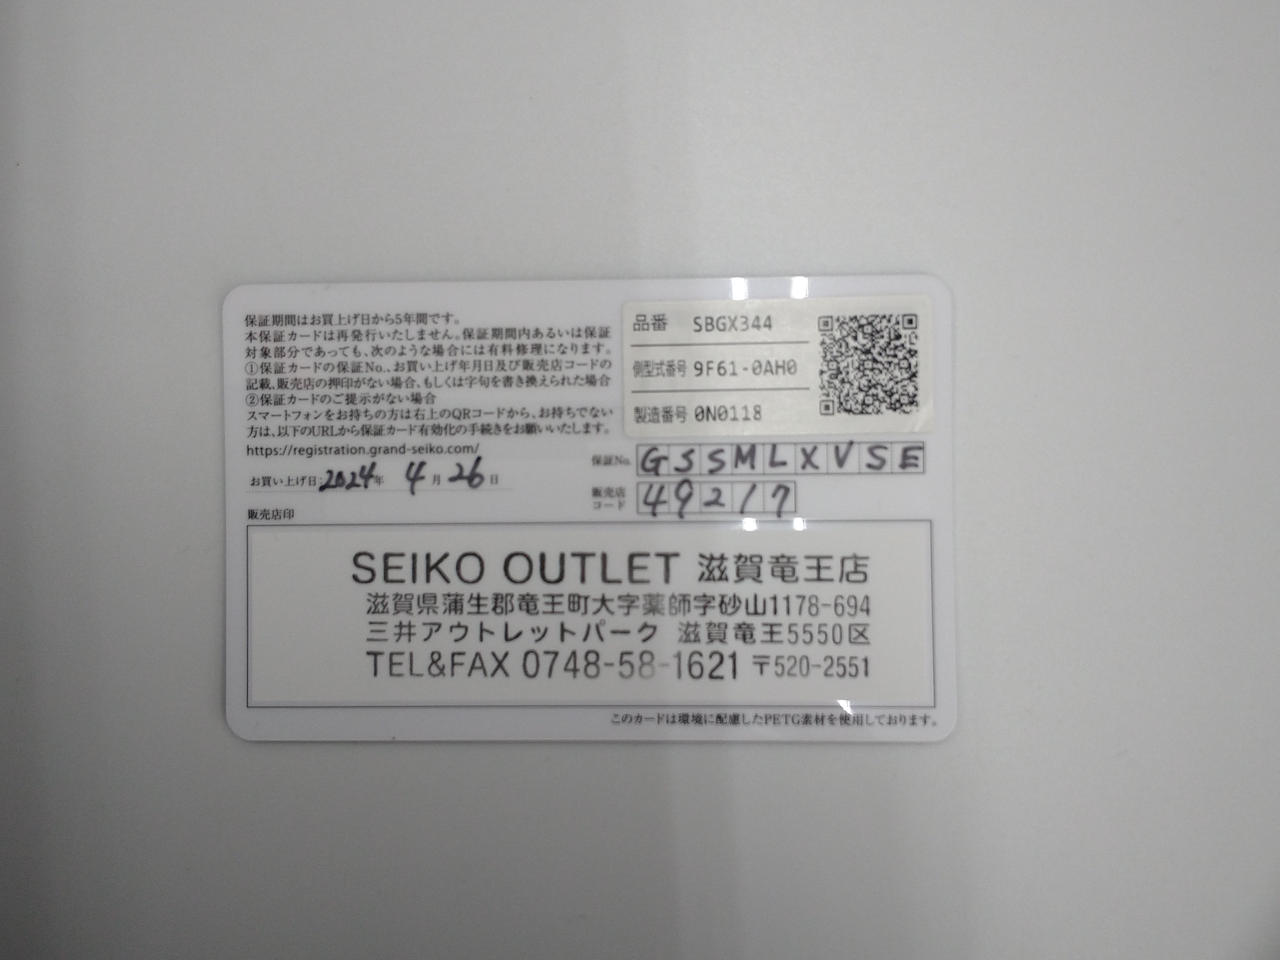 保証期間はお買上げ日から5年間です。
本保証カードは再発行いたしません。保証期間内あるいは保証
対象部分であっても、次のような場合には有料修理になります。
①保証カードの保証No.、お買い上げ年月日及び販売店コードの
記載、販売店の押印がない場合、もしくは字句を書き換えられた場合
②保証カードのご提示がない場合
スマートフォンをお持ちの方は右上のQRコードから、お持ちでない
方は、以下のURLから保証カード有効化の手続きをお願いいたします。
https://registration.grand-seiko.com/
お買い上げ日:2024年 4月26日
品番 SBGX344
側型式番号 9F61-0AH0
製造番号 0N0118
保証No. GSSMLXVSE
販売店
コード 49217
販売店印
SEIKO OUTLET 滋賀竜王店
滋賀県蒲生郡竜王町大字薬師字砂山1178-694
三井アウトレットパーク 滋賀竜王5550区
TEL&FAX 0748-58-1621 〒520-2551
このカードは環境に配慮したPETG素材を使用しております。